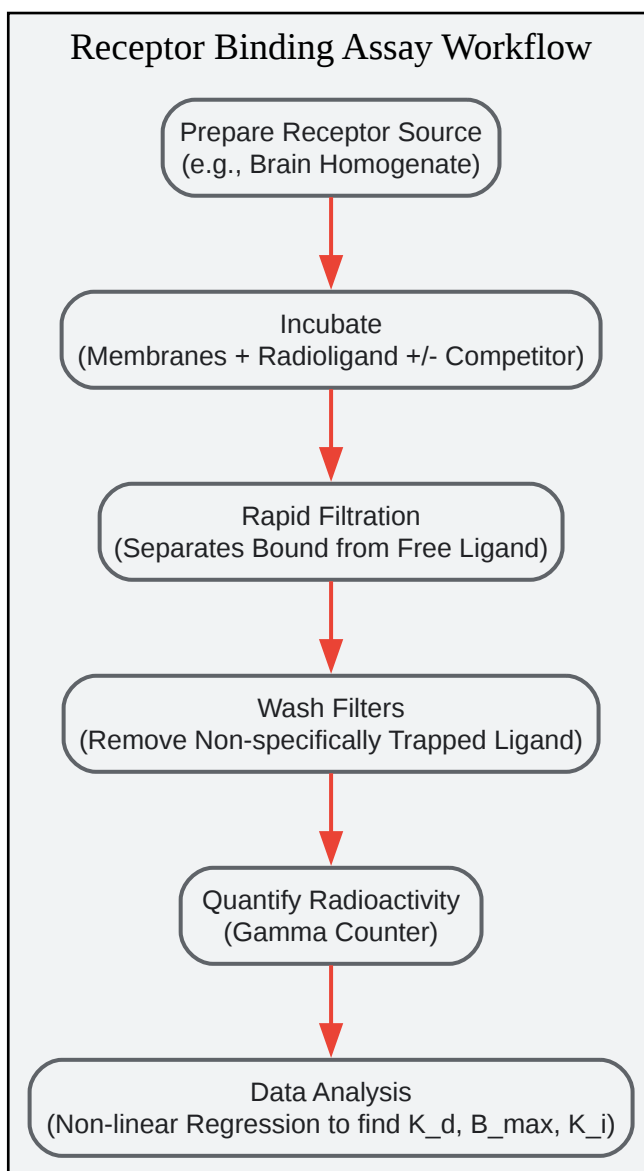 Receptor Binding Assay Workflow
Prepare Receptor Source
(e.g., Brain Homogenate)
Incubate
(Membranes + Radioligand +/- Competitor)
Rapid Filtration
(Separates Bound from Free Ligand)
Wash Filters
(Remove Non-specifically Trapped Ligand)
Quantify Radioactivity
(Gamma Counter)
Data Analysis
(Non-linear Regression to find K_d, B_max, K_i)